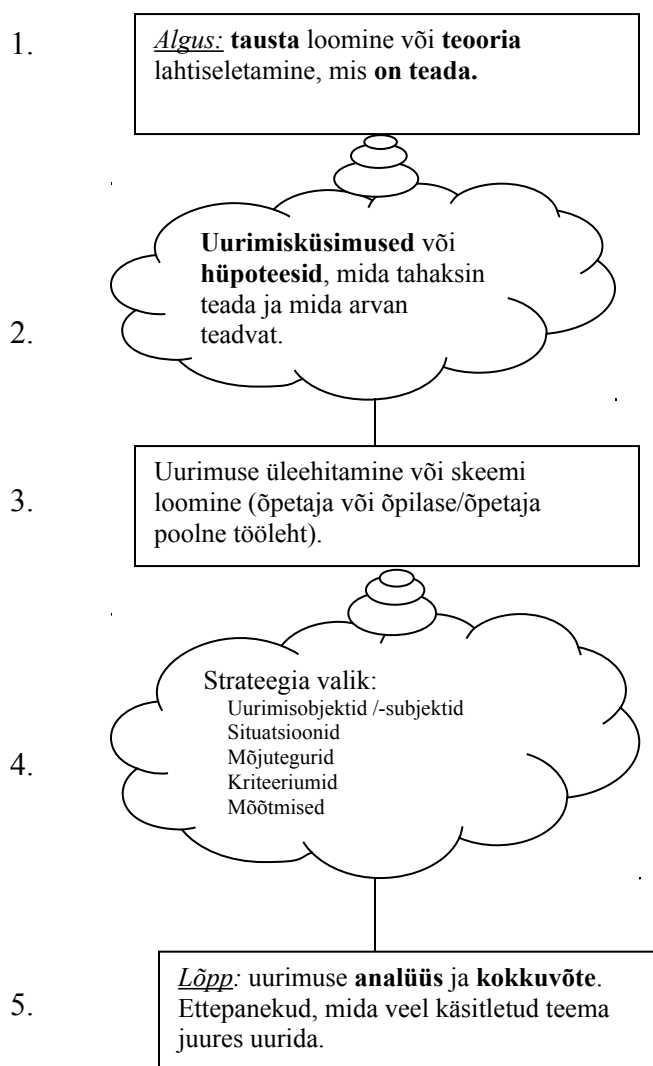 1.
Algus: tausta loomine või teooria
lahtiseletamine, mis on teada.
2.
Uurimisküsimused või
hüpoteesid, mida tahaksin
teada ja mida arvan
teadvat.
3.
Uurimuse üleehitamine või skeemi
loomine (õpetaja või õpilase/õpetaja
poolne tööleht).
4.
Strateegia valik:
Uurimisobjektid /-subjektid
Situatsioonid
Mõjutegurid
Kriteeriumid
Mõõtmised
5.
Lõpp: uurimuse analüüs ja kokkuvõte.
Ettepanekud, mida veel käsitletud teema
juures uurida.